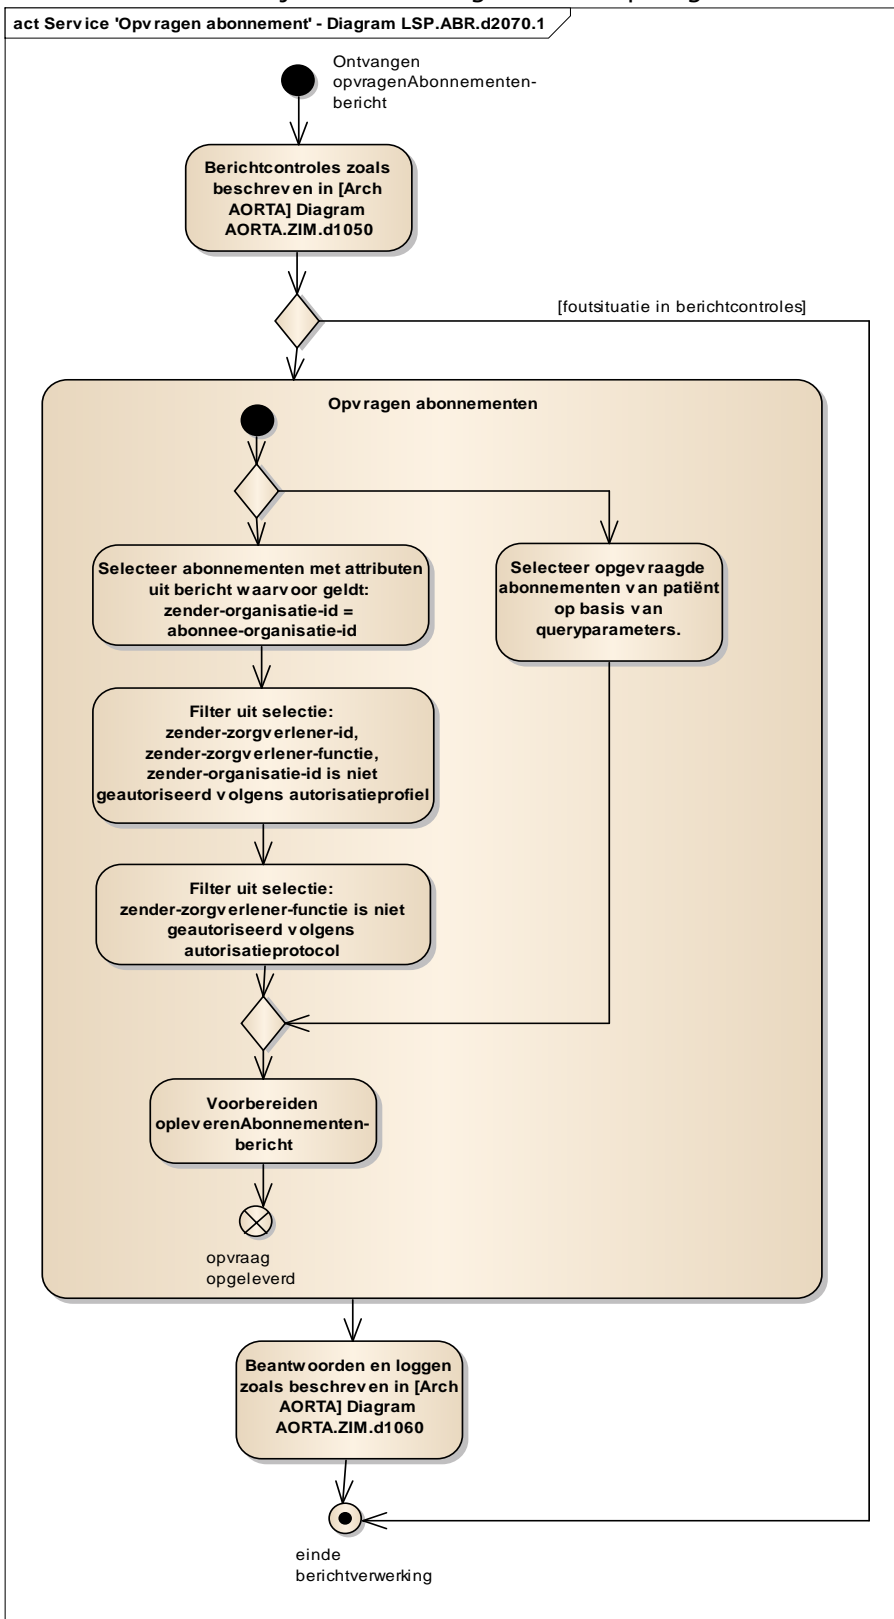 act Service 'Opvragen abonnement' - Diagram LSP.ABR.d2070.1
Ontvangen
opvragenAbonnementen-
bericht
Berichtcontroles zoals
beschreven in [Arch
AORTA] Diagram
AORTA.ZIM.d1050
[foutsituatie in berichtcontroles]
Opvragen abonnementen
Selecteer abonnementen met attributen
uit bericht waarvoor geldt:
zender-organisatie-id =
abonnee-organisatie-id
Selecteer opgevraagde
abonnementen van patiënt
op basis van
queryparameters.
Filter uit selectie:
zender-zorgverlener-id,
zender-zorgverlener-functie,
zender-organisatie-id is niet
geautoriseerd volgens autorisatieprofiel
Filter uit selectie:
zender-zorgverlener-functie is niet
geautoriseerd volgens
autorisatieprotocol
Voorbereiden
opleverenAbonnementen-
bericht
opvraag
opgeleverd
Beantwoorden en loggen
zoals beschreven in [Arch
AORTA] Diagram
AORTA.ZIM.d1060
einde
berichtverwerking